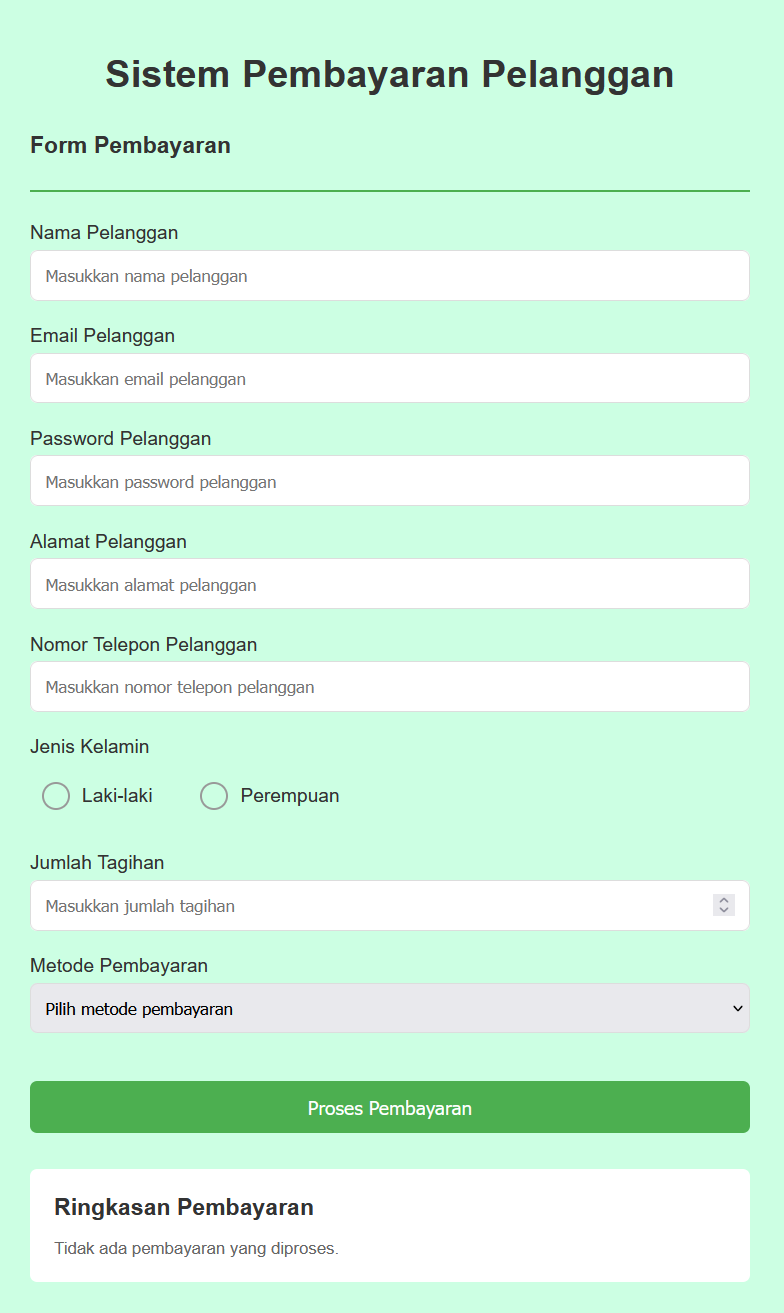 Sistem Pembayaran Pelanggan
Form Pembayaran
Nama Pelanggan
Masukkan nama pelanggan
Email Pelanggan
Masukkan email pelanggan
Password Pelanggan
Masukkan password pelanggan
Alamat Pelanggan
Masukkan alamat pelanggan
Nomor Telepon Pelanggan
Masukkan nomor telepon pelanggan
Jenis Kelamin
Laki-laki Perempuan
Jumlah Tagihan
Masukkan jumlah tagihan
Metode Pembayaran
Pilih metode pembayaran
Proses Pembayaran
Ringkasan Pembayaran
Tidak ada pembayaran yang diproses.